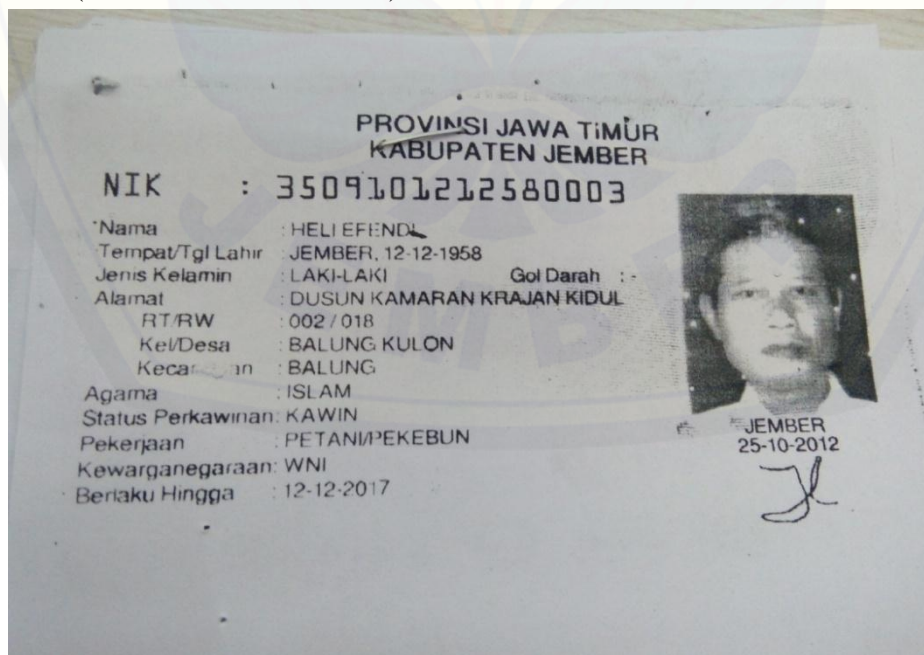 PROVINSI JAWA TIMUR
KABUPATEN JEMBER
NIK : 3509101212580003
Nama : HELI EFENDI
Tempat/Tgl Lahir : JEMBER, 12-12-1958
Jenis Kelamin : LAKI-LAKI Gol Darah : -
Alamat : DUSUN KAMARAN KRAJAN KIDUL
RT/RW : 002/018
Kel/Desa : BALUNG KULON
: BALUNG
Agama : ISLAM
Status Perkawinan: KAWIN
Pekerjaan : PETANI/PEKEBUN
Kewarganegaraan: WNI
Berlaku Hingga : 12-12-2017
JEMBER
25-10-2012